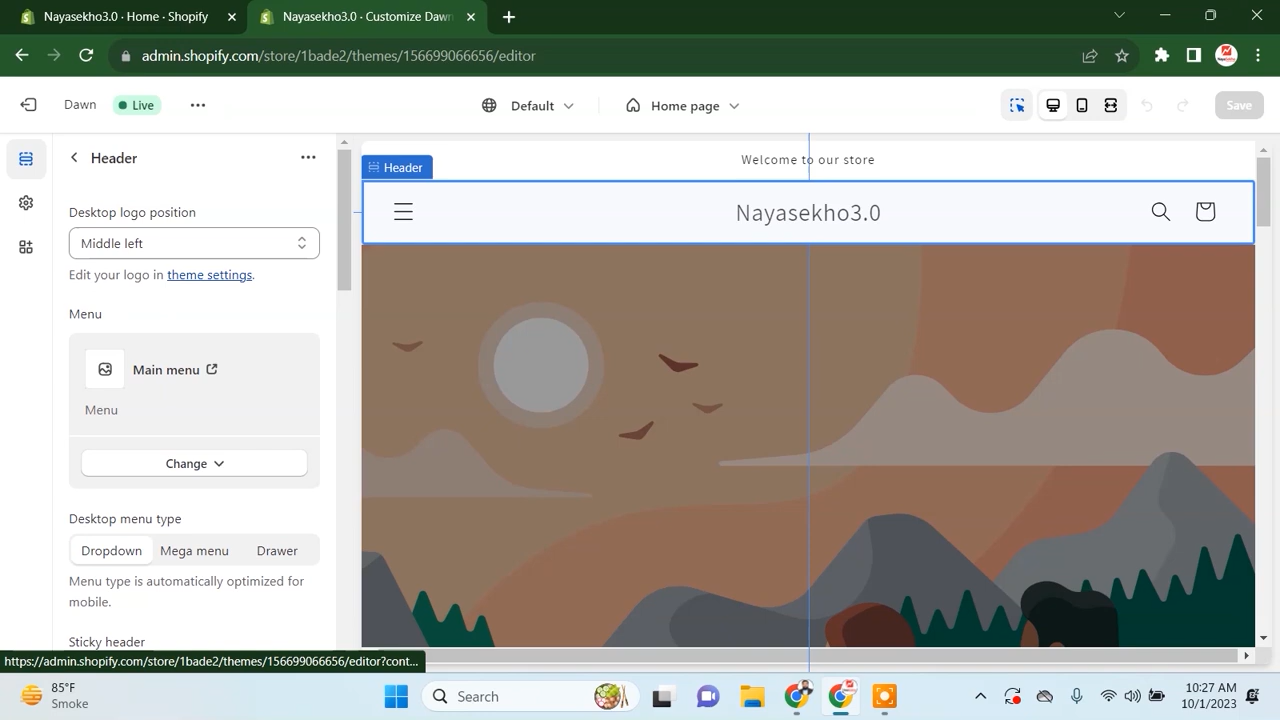 Nayasekho3.0 · Home · Shopify
Nayasekho3.0 · Customize Dawn
admin.shopify.com/store/1bade2/themes/156699066656/editor
Dawn
Live
Default
Home page
Save
Header
Desktop logo position
Middle left
Edit your logo in theme settings.
Menu
Main menu
Menu
Change
Desktop menu type
Dropdown Mega menu Drawer
Menu type is automatically optimized for
mobile.
Sticky header
Welcome to our store
Header
Nayasekho3.0
https://admin.shopify.com/store/1bade2/themes/156699066656/editor?cont...
85°F
Smoke
Search
10:27 AM
10/1/2023